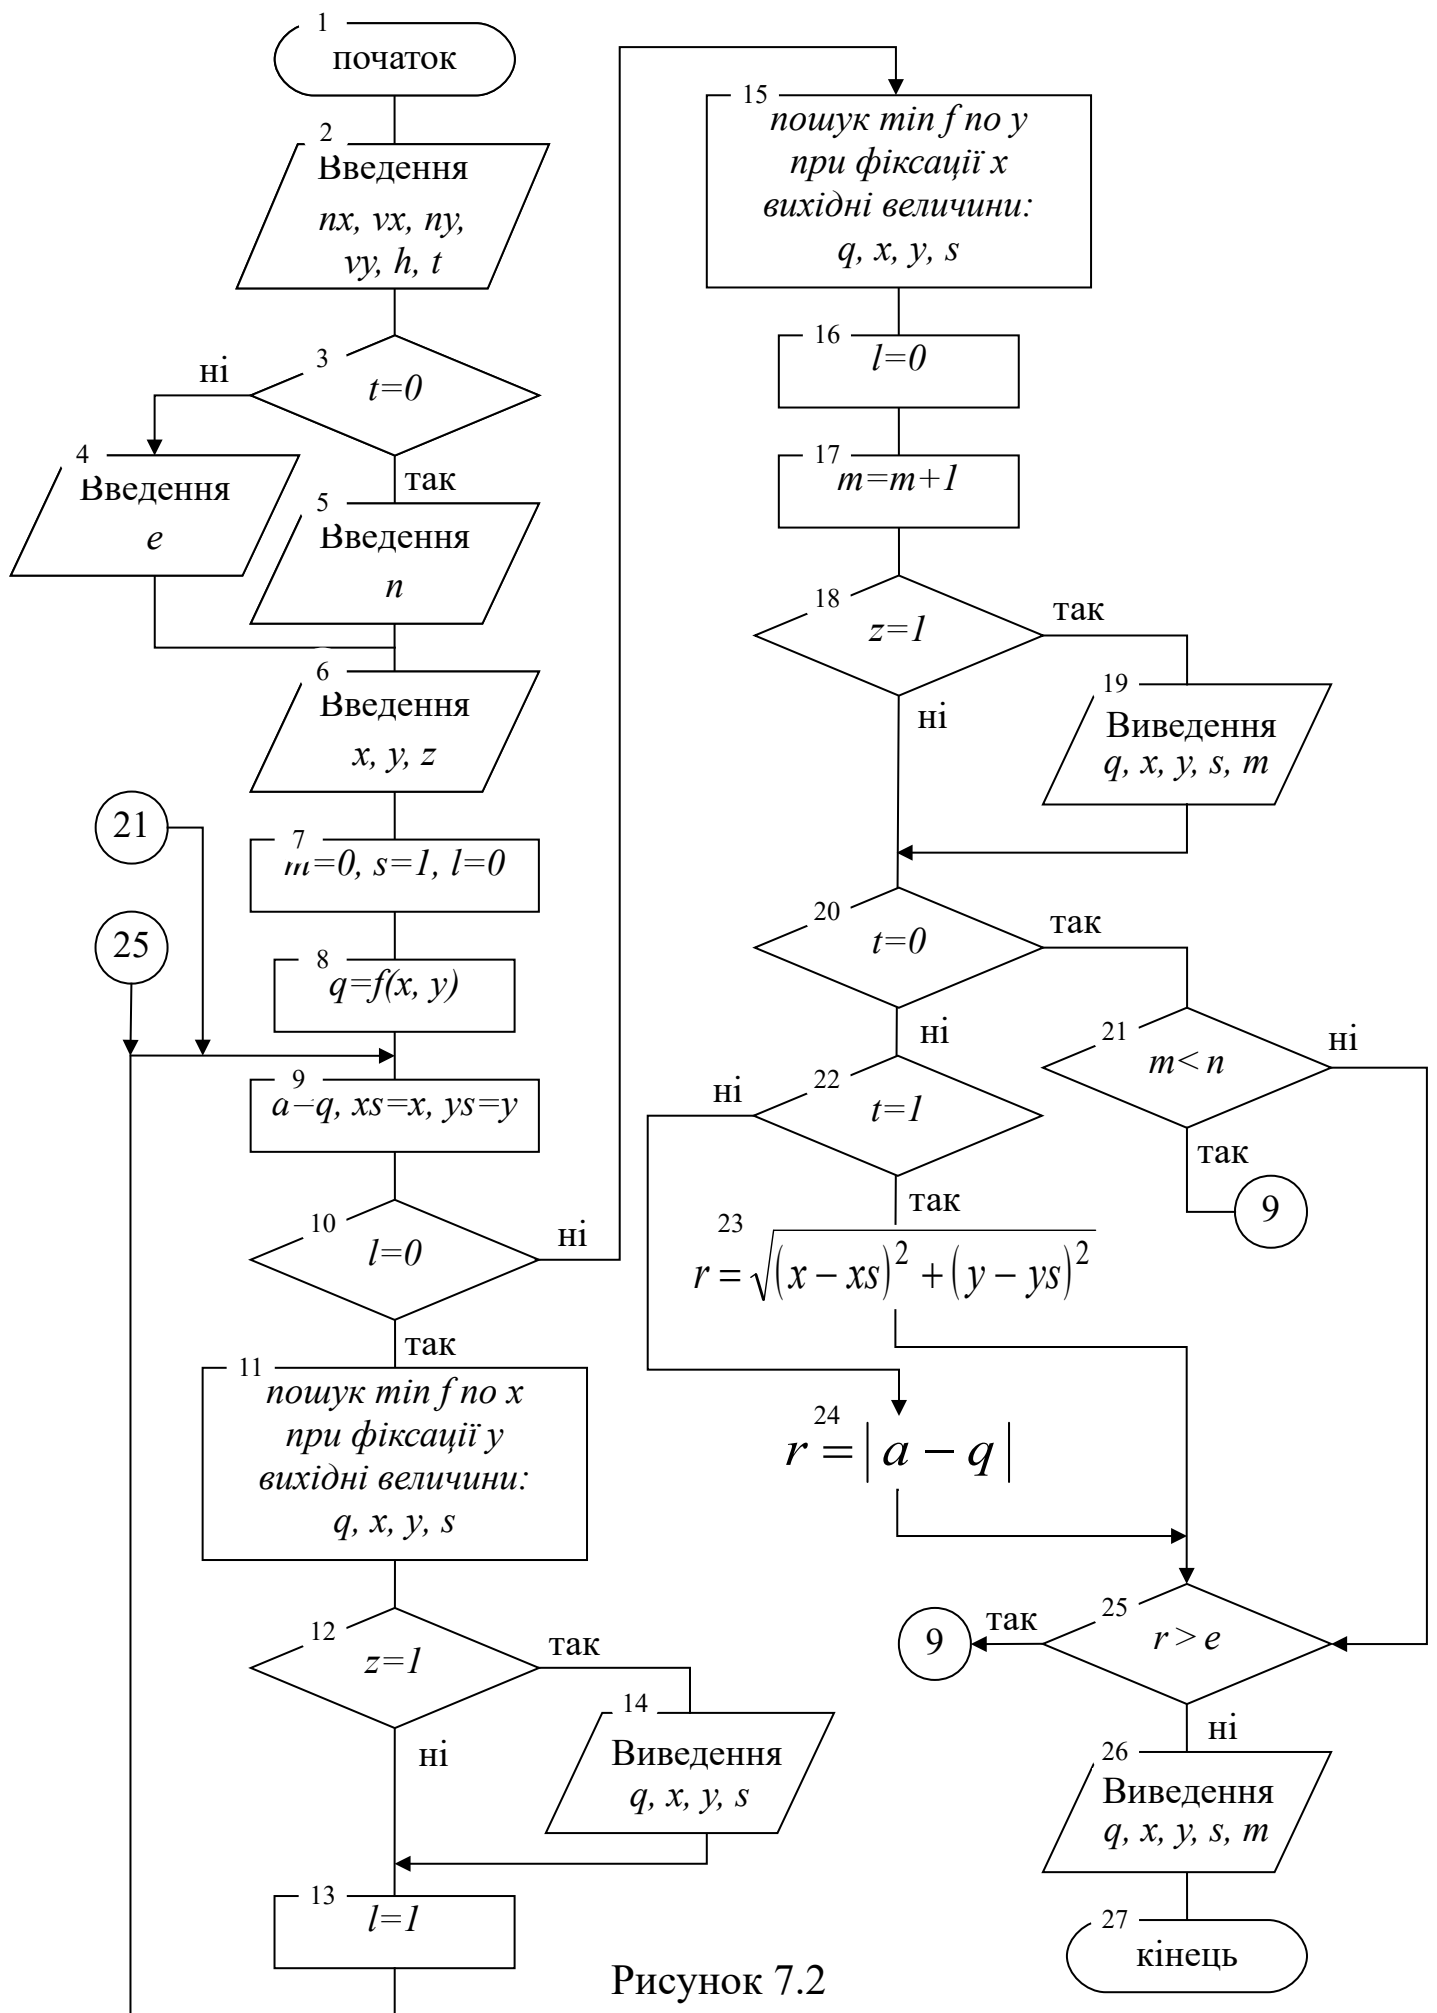 1
початок
2
Введення
nx, vx, ny,
vy, h, t
3
ні
t=0
так
4
Введення
e
5
Введення
n
6
Введення
x, y, z
21
7
m=0, s=1, l=0
25
8
q=f(x, y)
9
a=q, xs=x, ys=y
10
l=0
ні
так
11
пошук min f по x
при фіксації y
вихідні величини:
q, x, y, s
12
z=1
так
ні
14
Виведення
q, x, y, s
13
l=1
15
пошук min f по y
при фіксації x
вихідні величини:
q, x, y, s
16
l=0
17
m=m+1
18
z=1
так
ні
19
Виведення
q, x, y, s, m
20
t=0
так
ні
21
m<n
ні
так
9
22
ні
t=1
так
23
r = √(x − xs)² + (y − ys)²
24
r = | a − q |
25
r > e
так
9
ні
26
Виведення
q, x, y, s, m
27
кінець
Рисунок 7.2